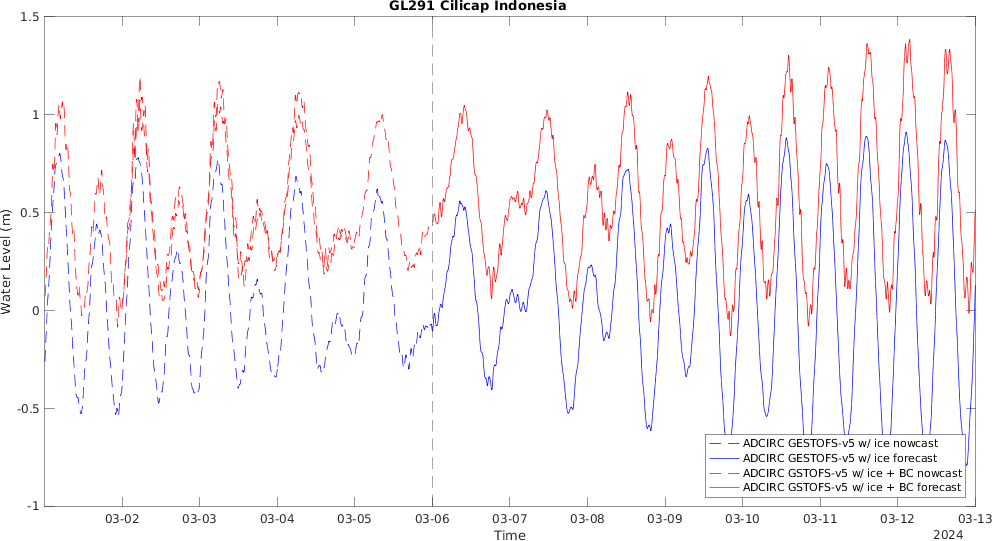 GL291 Cilicap Indonesia
1.5
1
0.5
0
-0.5
-1
Water Level (m)
ADCIRC GESTOFS-v5 w/ ice nowcast
ADCIRC GESTOFS-v5 w/ ice forecast
ADCIRC GSTOFS-v5 w/ ice + BC nowcast
ADCIRC GSTOFS-v5 w/ ice + BC forecast
03-02 03-03 03-04 03-05 03-06 03-07 03-08 03-09 03-10 03-11 03-12 03-13
Time
2024